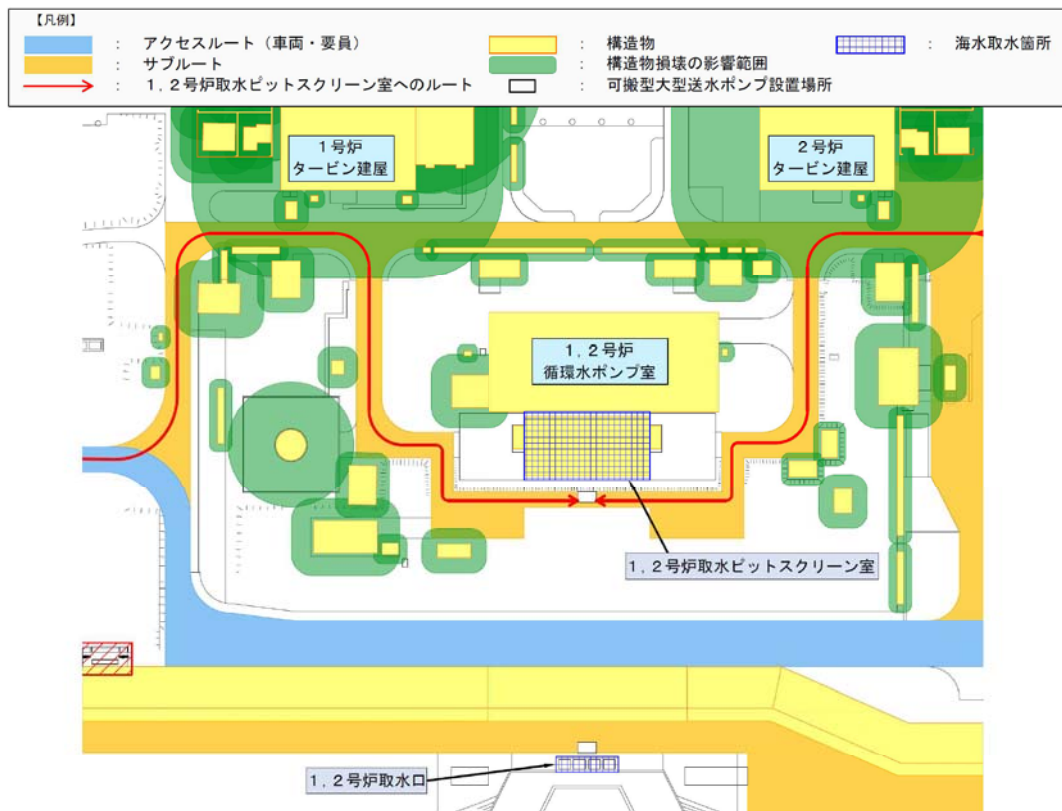 【凡例】
： アクセスルート（車両・要員）
： サブルート
： 1，2号炉取水ピットスクリーン室へのルート
： 構造物
： 構造物損壊の影響範囲
： 可搬型大型送水ポンプ設置場所
： 海水取水箇所
1号炉
タービン建屋
2号炉
タービン建屋
1，2号炉
循環水ポンプ室
1，2号炉取水ピットスクリーン室
1，2号炉取水口